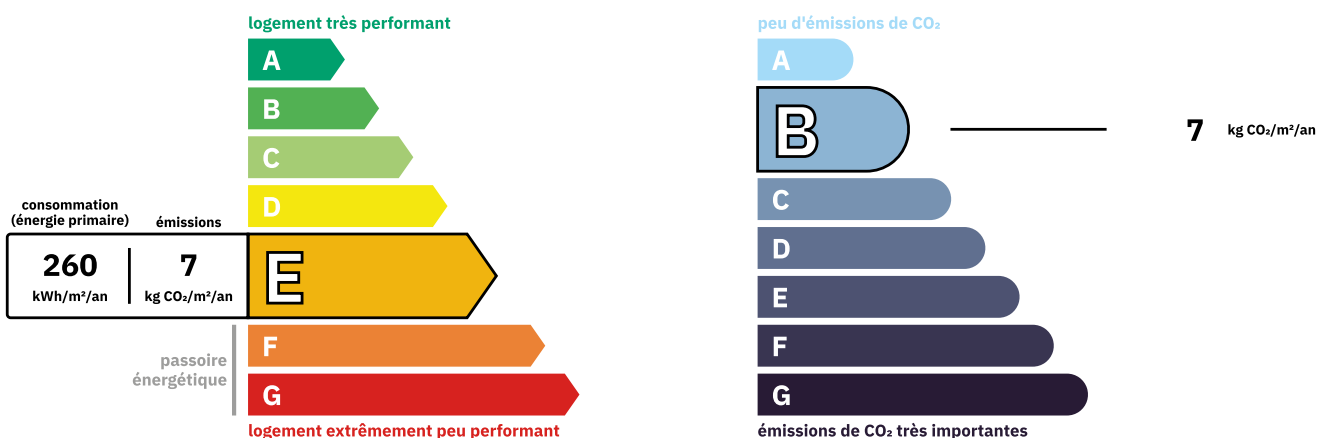 logement très performant
A
B
C
D
consommation
(énergie primaire)
émissions
260
kWh/m²/an
7
kg CO₂/m²/an
E
passoire
énergétique
F
G
logement extrêmement peu performant
peu d'émissions de CO₂
A
B
7 kg CO₂/m²/an
C
D
E
F
G
émissions de CO₂ très importantes